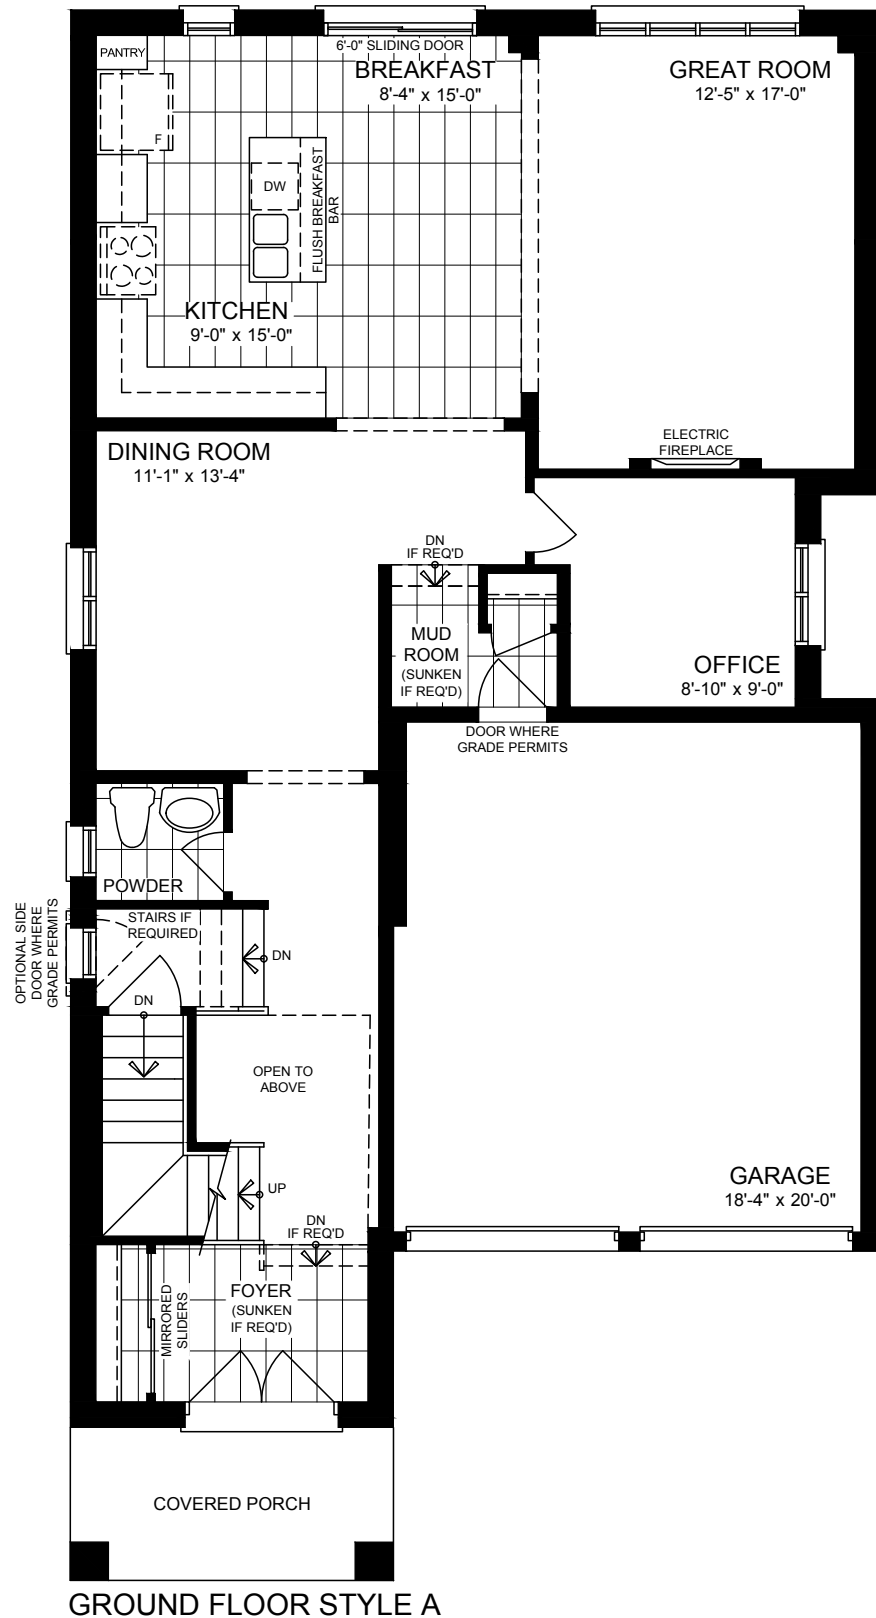 PANTRY
6'-0" SLIDING DOOR
BREAKFAST
8'-4" x 15'-0"
GREAT ROOM
12'-5" x 17'-0"
F
DW
FLUSH BREAKFAST
BAR
KITCHEN
9'-0" x 15'-0"
ELECTRIC
FIREPLACE
DINING ROOM
11'-1" x 13'-4"
DN
IF REQ'D
MUD
ROOM
(SUNKEN
IF REQ'D)
OFFICE
8'-10" x 9'-0"
DOOR WHERE
GRADE PERMITS
POWDER
STAIRS IF
REQUIRED
OPTIONAL SIDE
DOOR WHERE
GRADE PERMITS
DN
DN
OPEN TO
ABOVE
GARAGE
18'-4" x 20'-0"
UP
DN
IF REQ'D
FOYER
(SUNKEN
IF REQ'D)
MIRRORED
SLIDERS
COVERED PORCH
GROUND FLOOR STYLE A